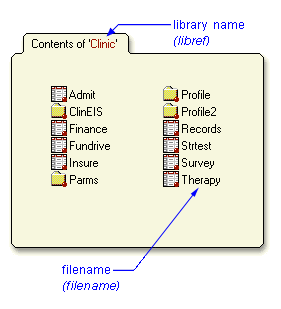 library name
(libref)
Contents of 'Clinic'
Admit
ClinEIS
Finance
Fundrive
Insure
Parms
Profile
Profile2
Records
Strtest
Survey
Therapy
filename
(filename)